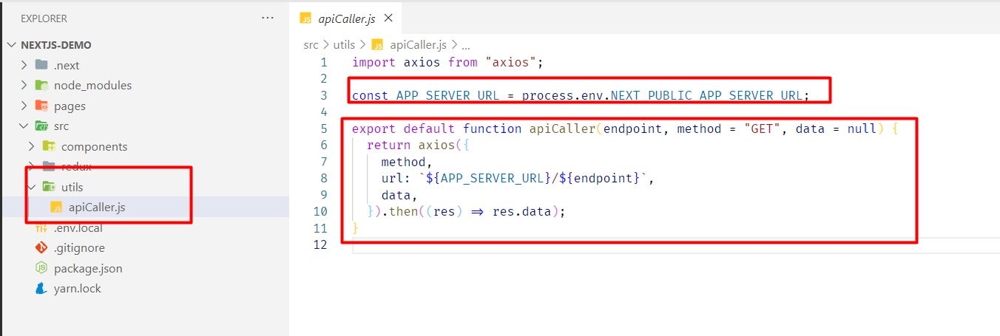 EXPLORER
···
NEXTJS-DEMO
.next
node_modules
pages
src
components
redux
utils
apiCaller.js
.env.local
.gitignore
package.json
yarn.lock
JS apiCaller.js ×
src > utils > JS apiCaller.js > ...
1 import axios from "axios";
2
3 const APP_SERVER_URL = process.env.NEXT_PUBLIC_APP_SERVER_URL;
4
5 export default function apiCaller(endpoint, method = "GET", data = null) {
6 return axios({
7 method,
8 url: `${APP_SERVER_URL}/${endpoint}`,
9 data,
10 }).then((res) => res.data);
11 }
12